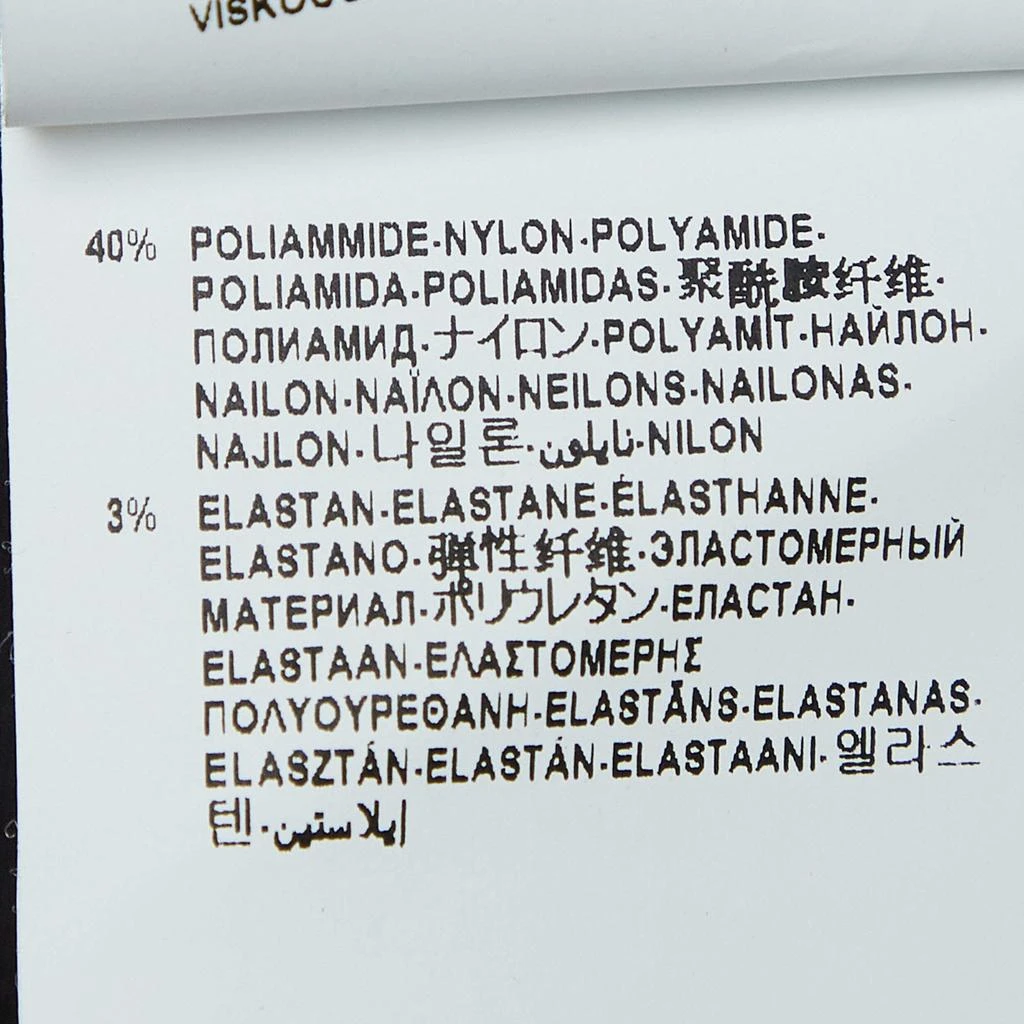 40% POLIAMMIDE·NYLON·POLYAMIDE·
POLIAMIDA·POLIAMIDAS·聚酰胺纤维·
ПОЛИАМИД·ナイロン·POLYAMİT·НАЙЛОН·
NAILON·ΝΑΪΛΟΝ·NEILONS·NAILONAS·
NAJLON·나일론·نايلون·NILON
3% ELASTAN·ELASTANE·ÉLASTHANNE·
ELASTANO·弹性纤维·ЭЛАСТОМЕРНЫЙ
МАТЕРИАЛ·ポリウレタン·ЕЛАСТАН·
ELASTAAN·ΕΛΑΣΤΟΜΕΡΗΣ
ΠΟΛΥΟΥΡΕΘΑΝΗ·ELASTĀNS·ELASTANAS·
ELASZTÁN·ELASTÁN·ELASTAANI·엘라스
텐·ايلاستين